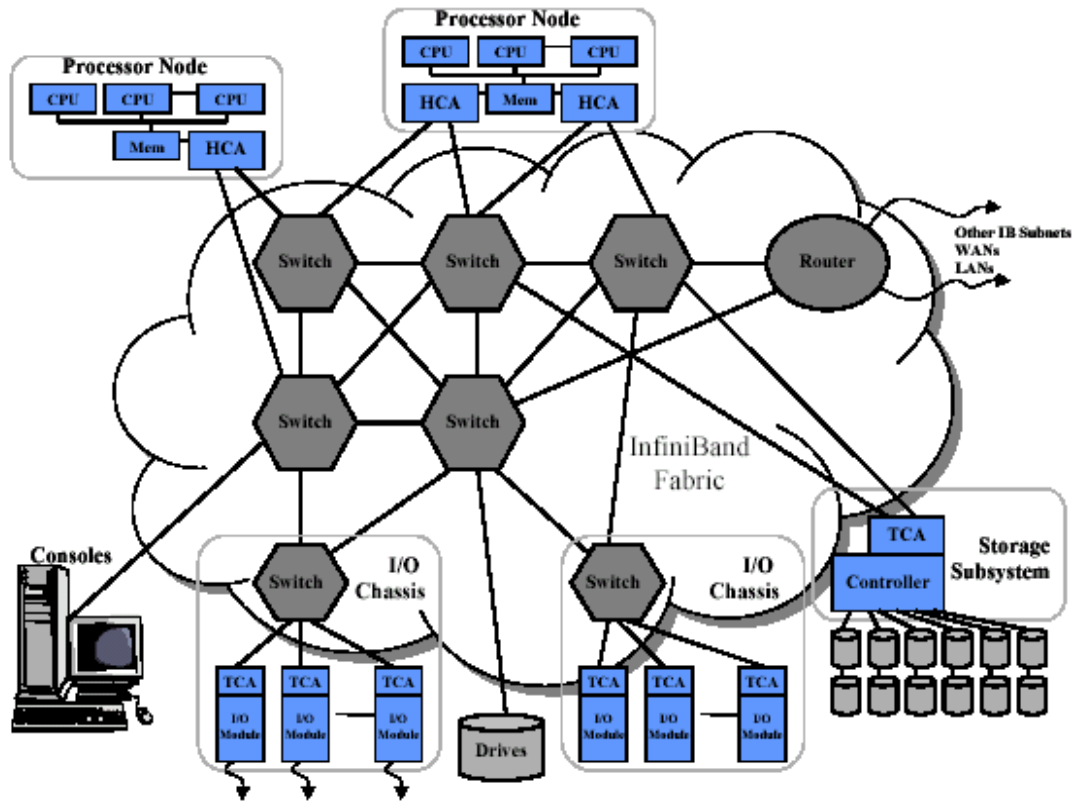 Processor Node
CPU CPU CPU
HCA Mem HCA
Processor Node
CPU CPU CPU
Mem HCA
Switch Switch Switch Router
Other IB Subnets
WANs
LANs
Switch Switch
InfiniBand
Fabric
Consoles
Switch
I/O
Chassis
Switch
I/O
Chassis
TCA
Controller
Storage
Subsystem
TCA TCA TCA
I/O I/O I/O
Module Module Module
Drives
TCA TCA TCA
I/O I/O I/O
Module Module Module